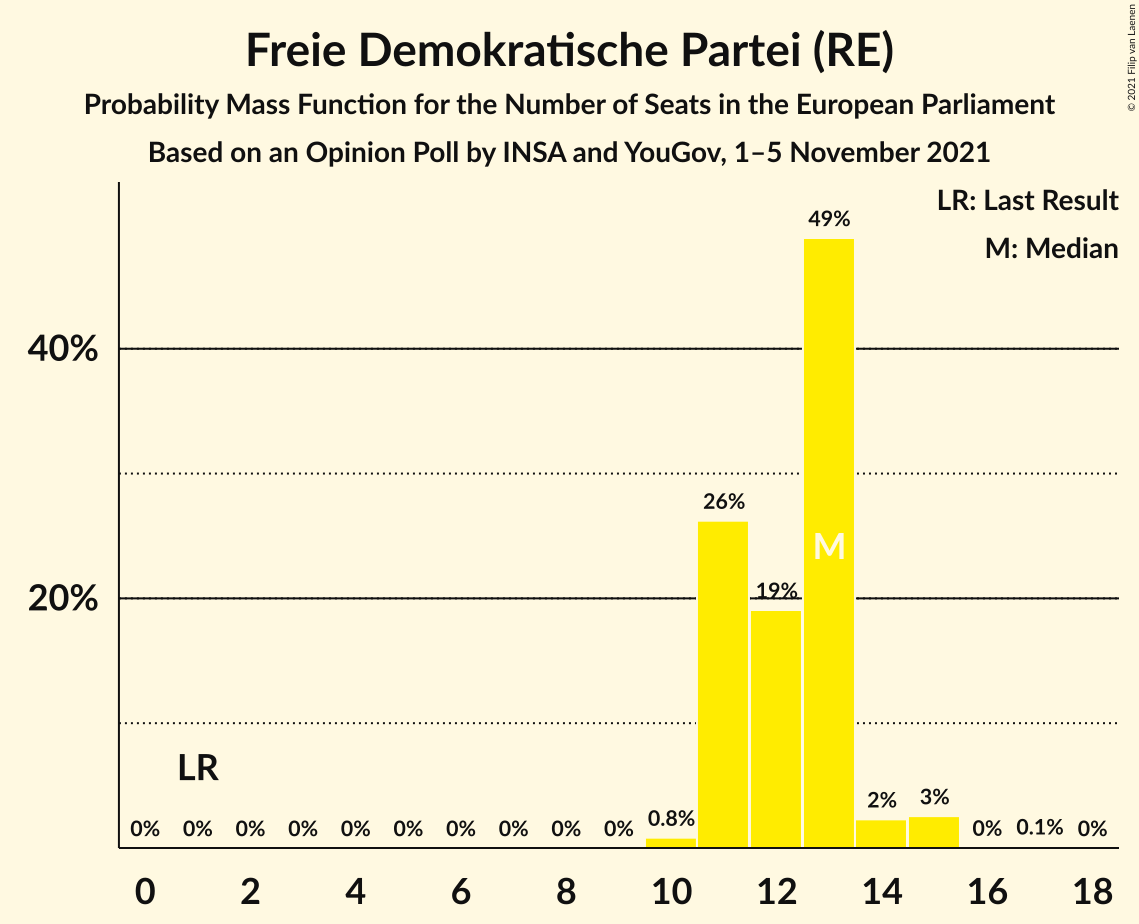 Freie Demokratische Partei (RE)
Probability Mass Function for the Number of Seats in the European Parliament
Based on an Opinion Poll by INSA and YouGov, 1–5 November 2021
© 2021 Filip van Laenen
LR: Last Result
M: Median
49%
40%
26%
M
19%
20%
LR
0% 0% 0% 0% 0% 0% 0% 0% 0% 0% 0.8% 2% 3% 0% 0.1% 0%
0 2 4 6 8 10 12 14 16 18